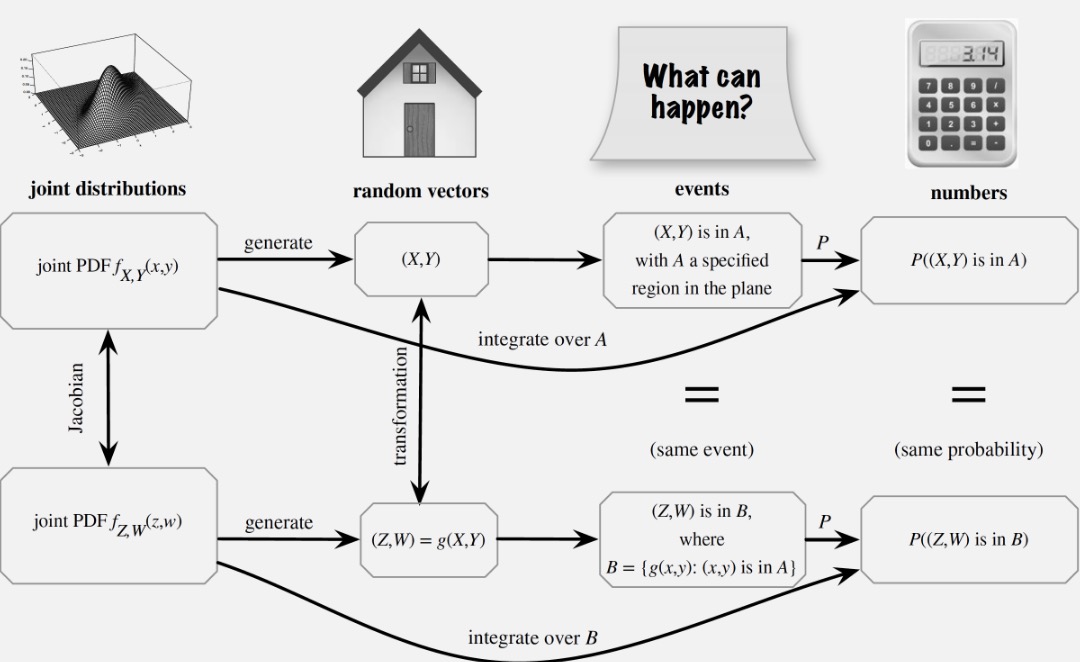 What can
happen?
3.14
7 8 9 /
4 5 6 ×
1 2 3 +
0 . = -
joint distributions
random vectors
events
numbers
joint PDF f_{X,Y}(x,y)
generate
(X,Y)
(X,Y) is in A,
with A a specified
region in the plane
P
P((X,Y) is in A)
integrate over A
Jacobian
transformation
=
=
(same event)
(same probability)
joint PDF f_{Z,W}(z,w)
generate
(Z,W) = g(X,Y)
(Z,W) is in B,
where
B = {g(x,y): (x,y) is in A}
P
P((Z,W) is in B)
integrate over B